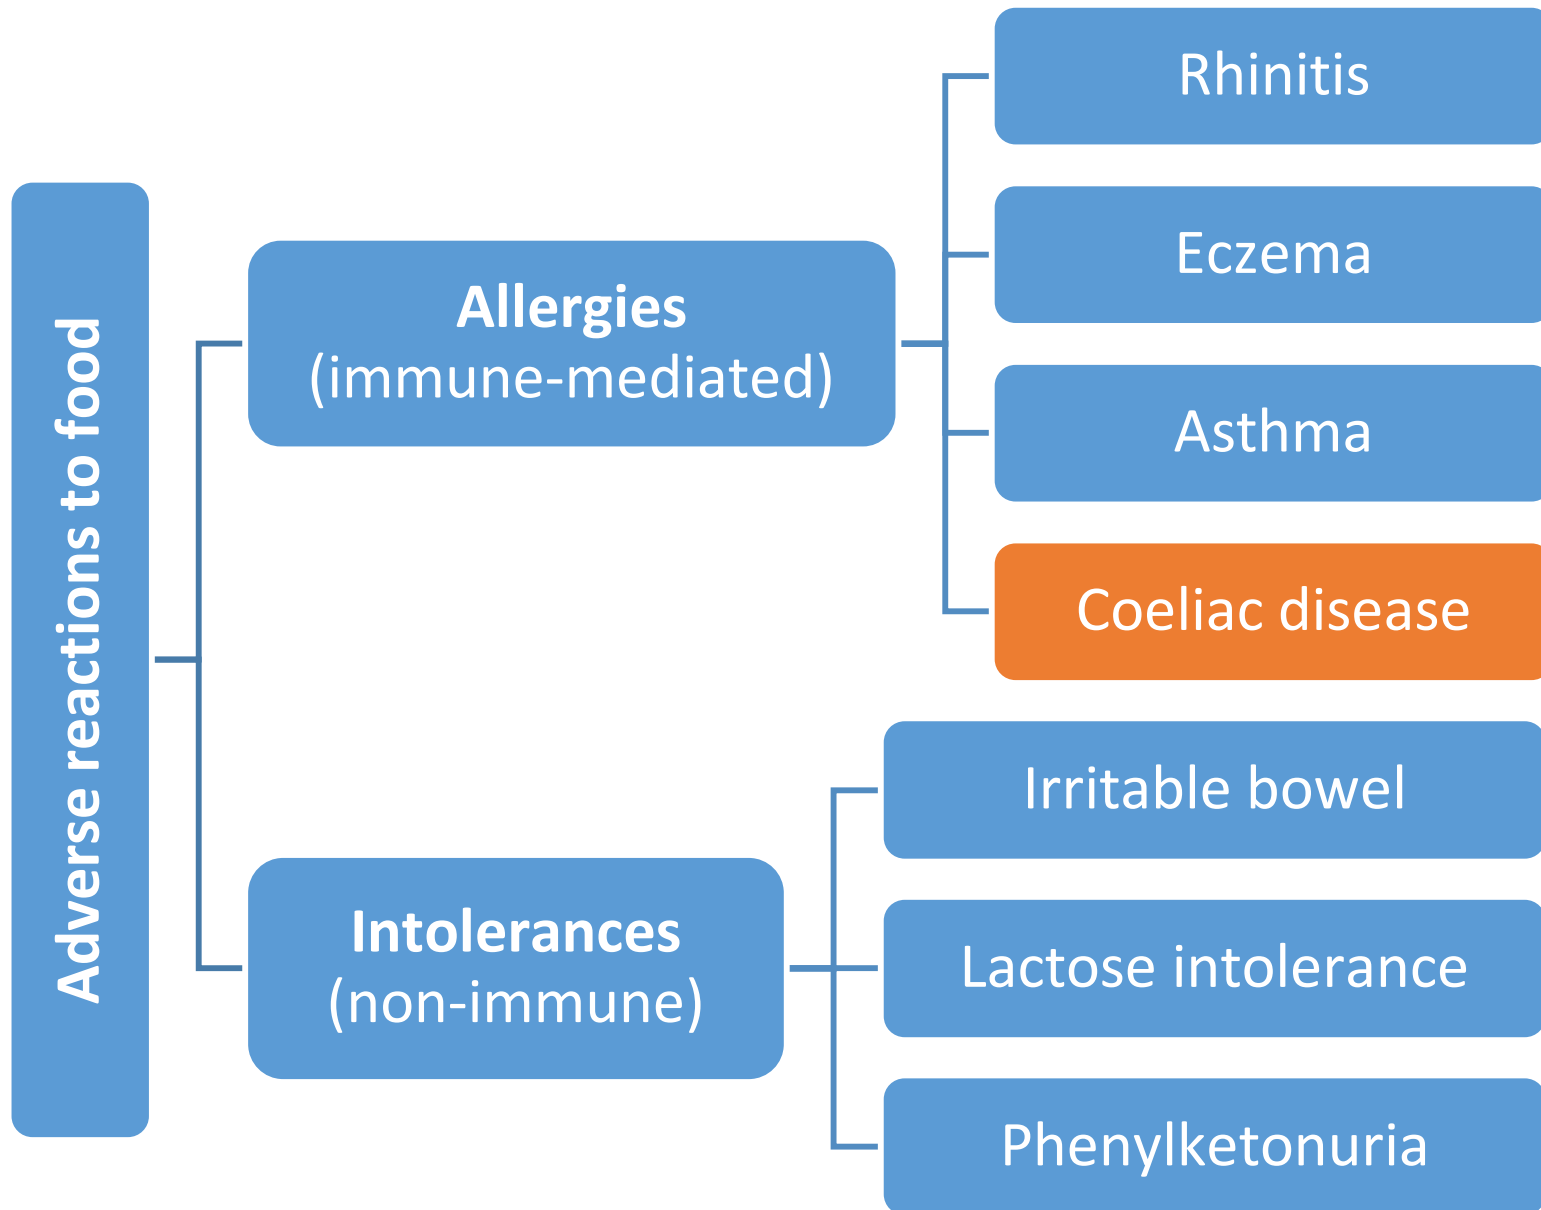 Adverse reactions to food
Allergies
(immune-mediated)
Rhinitis
Eczema
Asthma
Coeliac disease
Intolerances
(non-immune)
Irritable bowel
Lactose intolerance
Phenylketonuria